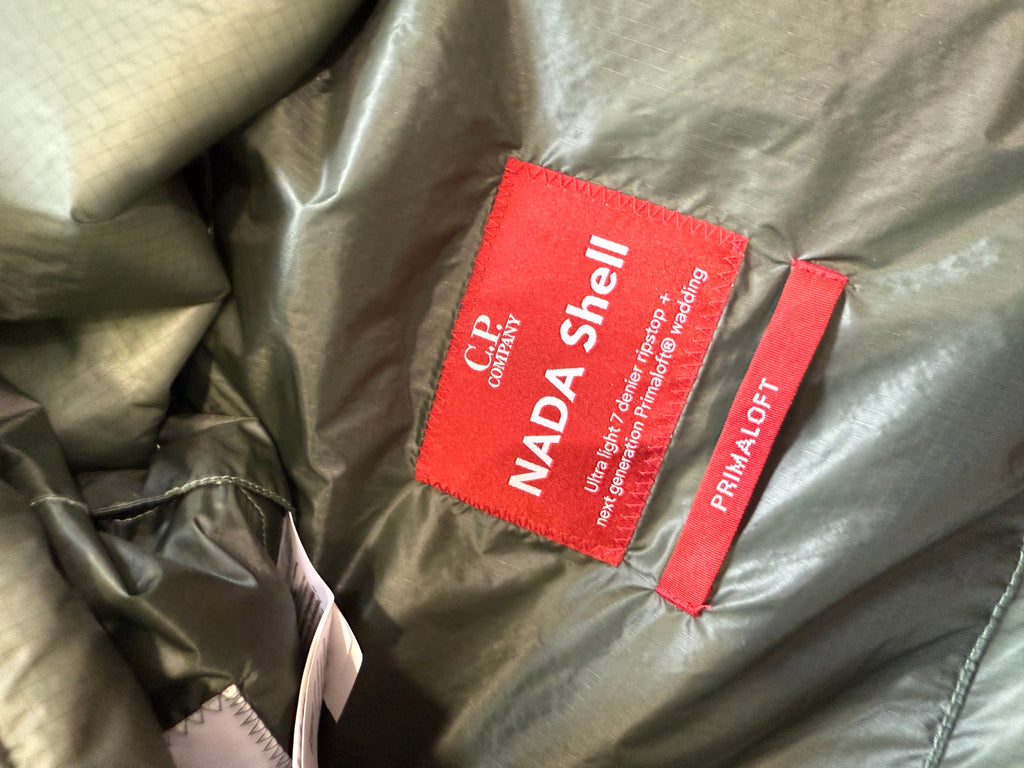 C.P.
COMPANY
NADA Shell
Ultra light 7 denier ripstop +
next generation Primaloft® wadding
PRIMALOFT